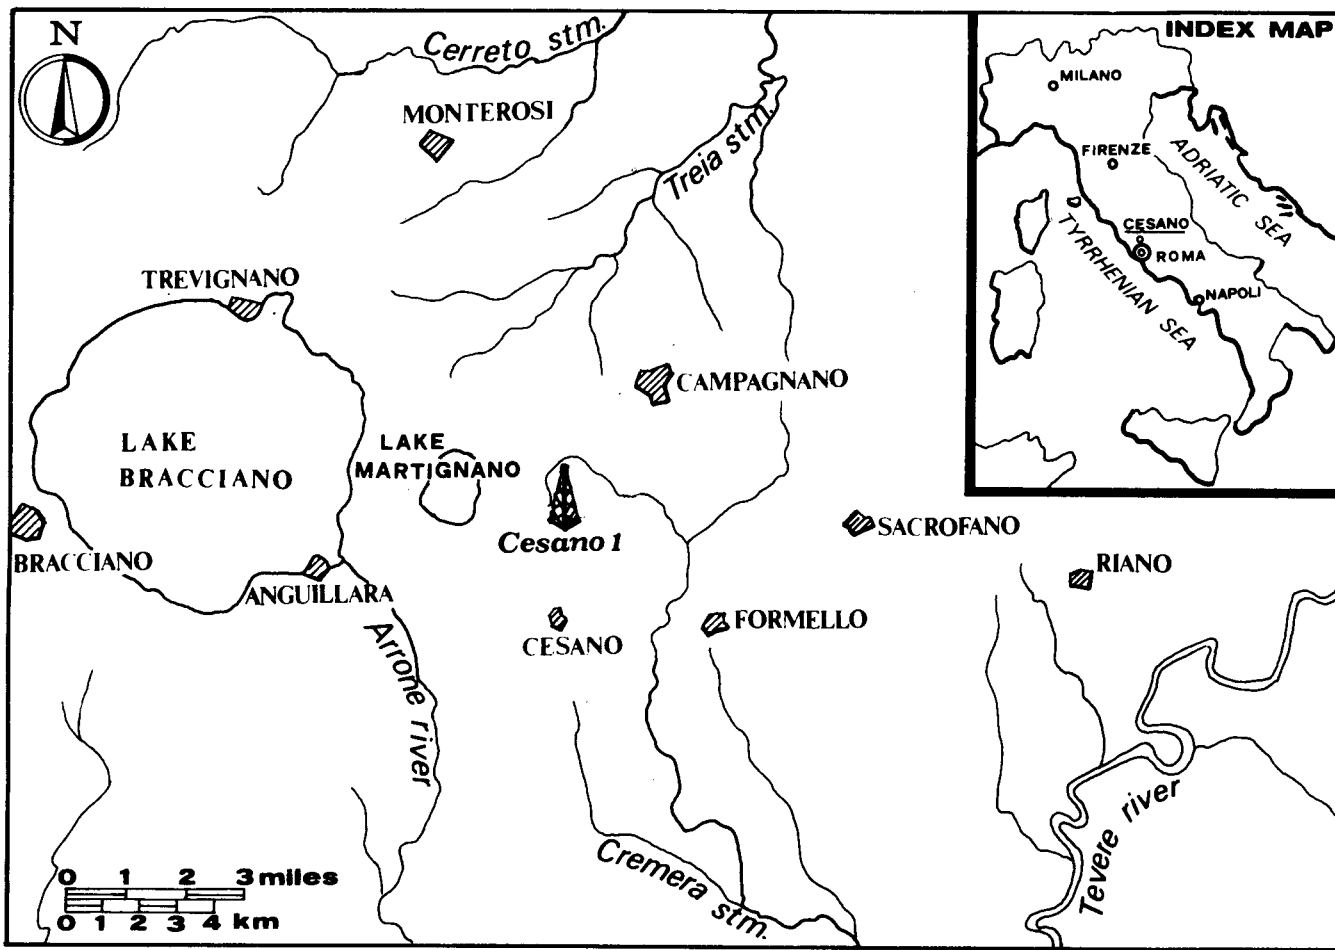 N
Cerreto stm.
MONTEROSI
Treia stm.
TREVIGNANO
CAMPAGNANO
LAKE
BRACCIANO
LAKE
MARTIGNANO
Cesano 1
SACROFANO
BRACCIANO
RIANO
ANGUILLARA
CESANO
FORMELLO
Arrone river
Cremera stm.
Tevere river
0 1 2 3 miles
0 1 2 3 4 km
INDEX MAP
MILANO
FIRENZE
ADRIATIC SEA
CESANO
ROMA
TYRRHENIAN SEA
NAPOLI